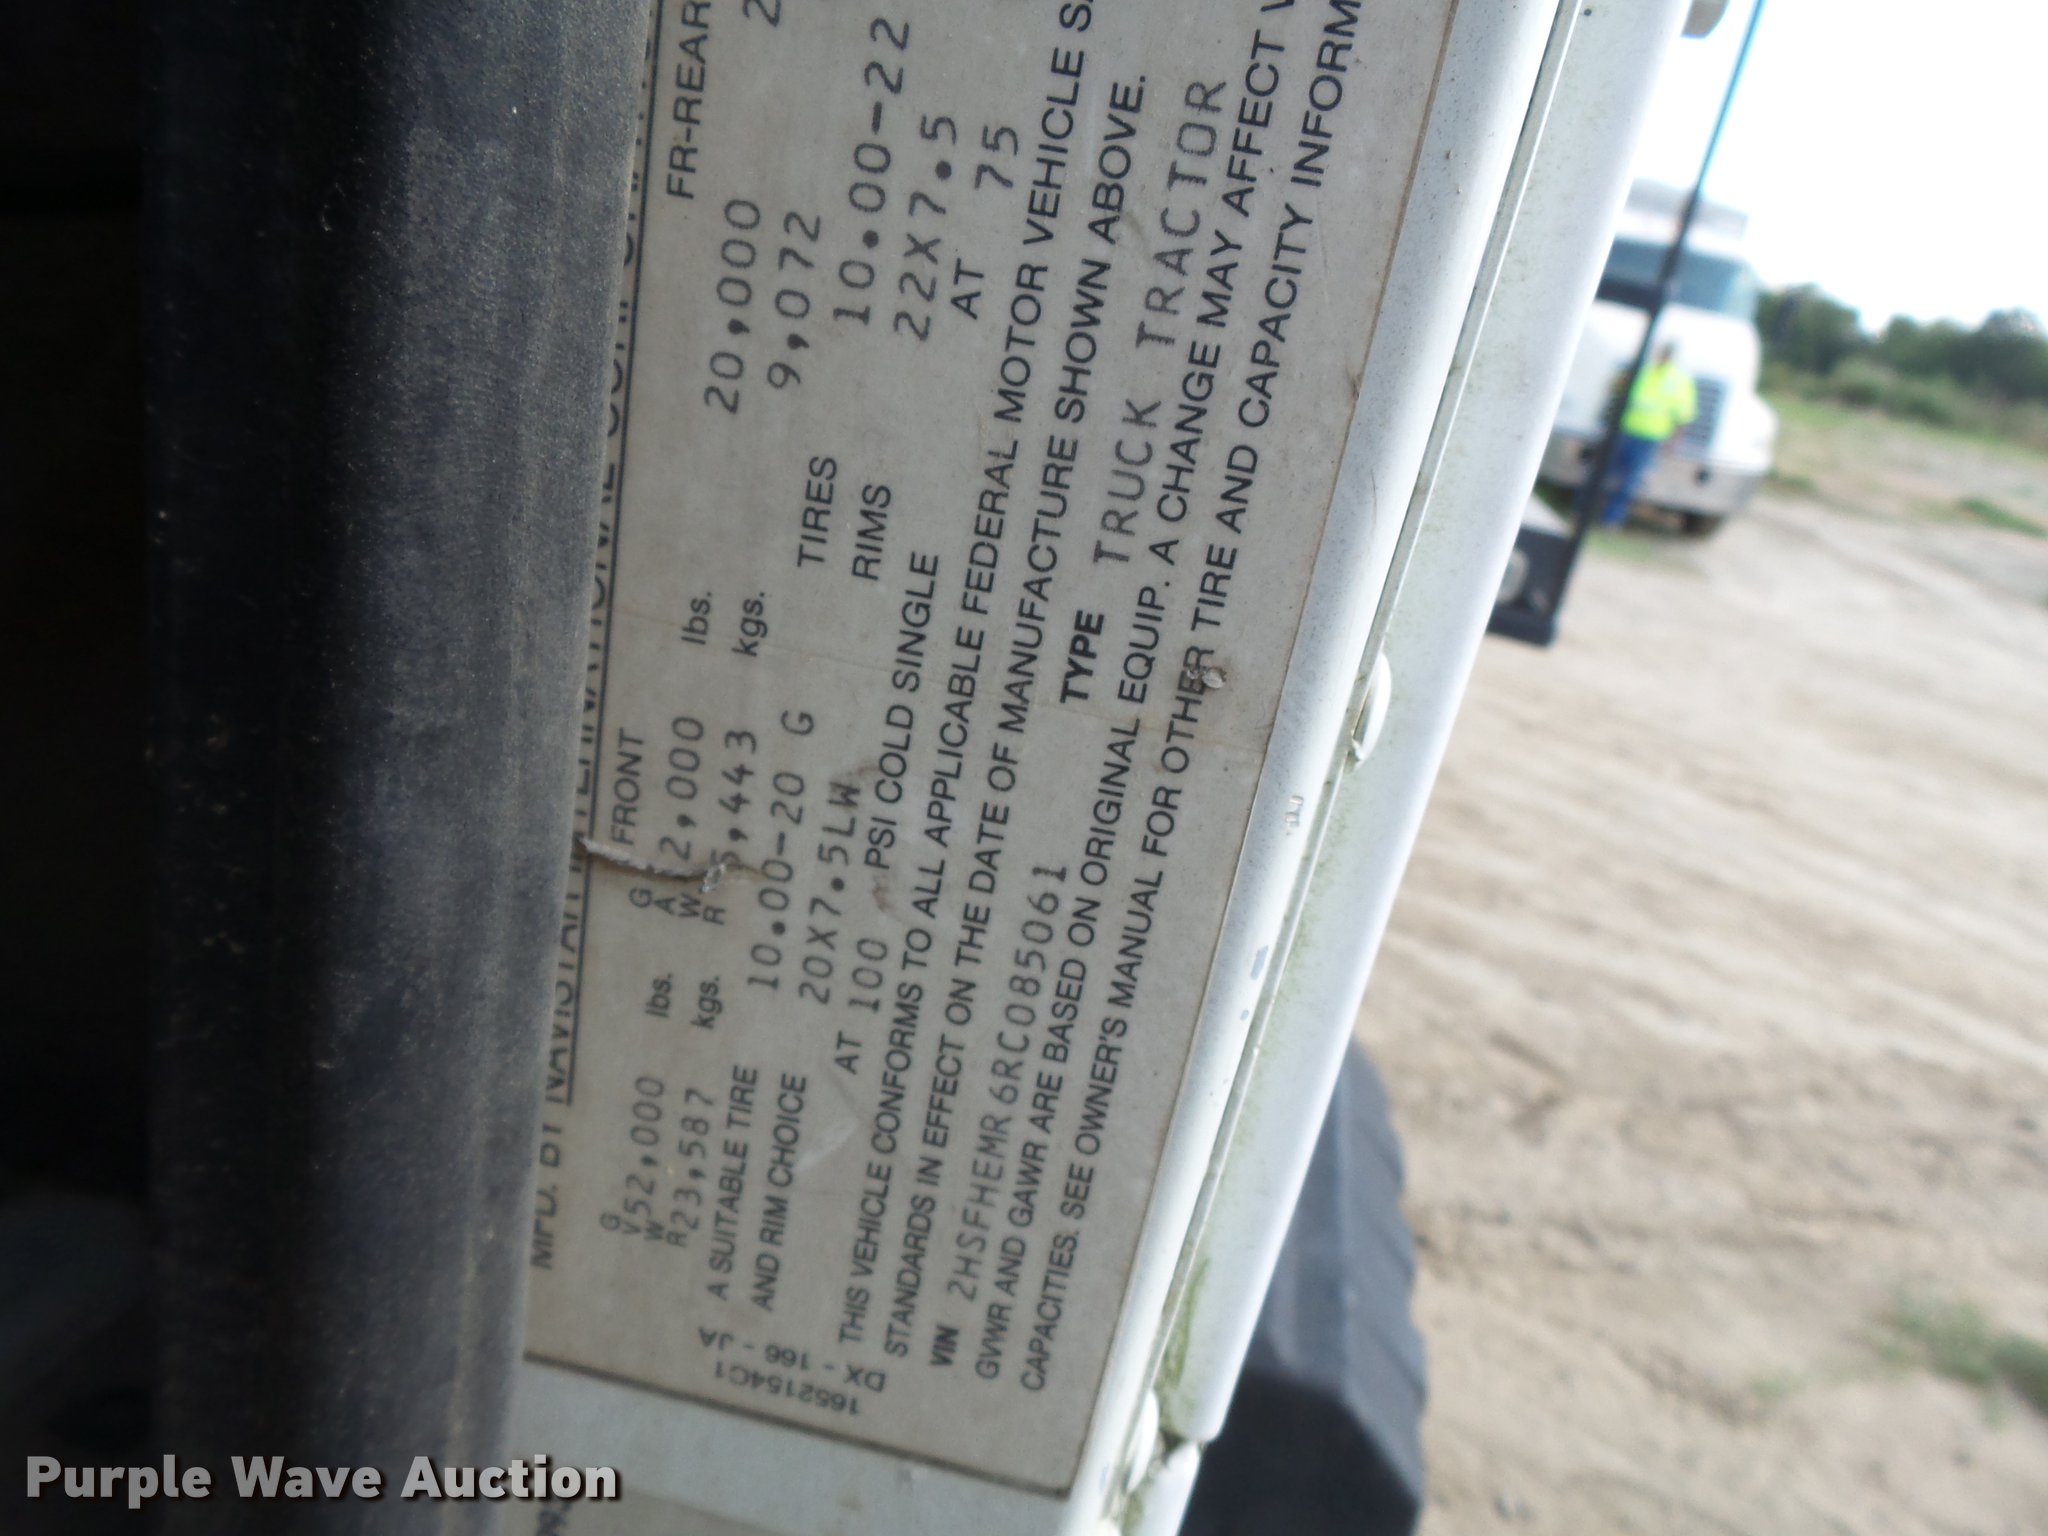 MFD. BY NAVISTAR INTERNATIONAL
FRONT
FR-REAR
G
V
W
R
52,000 lbs.
23,587 kgs.
G
A
W
R
12,000 lbs.
5,443 kgs.
20,000
9,072
A SUITABLE TIRE
AND RIM CHOICE
10.00-20 G
20X7.5LW
TIRES
RIMS
10.00-22
22X7.5
AT 100 PSI COLD SINGLE
AT 75
THIS VEHICLE CONFORMS TO ALL APPLICABLE FEDERAL MOTOR VEHICLE
STANDARDS IN EFFECT ON THE DATE OF MANUFACTURE SHOWN ABOVE.
VIN 2HSFHEMR6RC085061 TYPE TRUCK TRACTOR
GVWR AND GAWR ARE BASED ON ORIGINAL EQUIP. A CHANGE MAY AFFECT
CAPACITIES. SEE OWNER'S MANUAL FOR OTHER TIRE AND CAPACITY INFORM
1652154C1
DX - 166 - JA
Purple Wave Auction